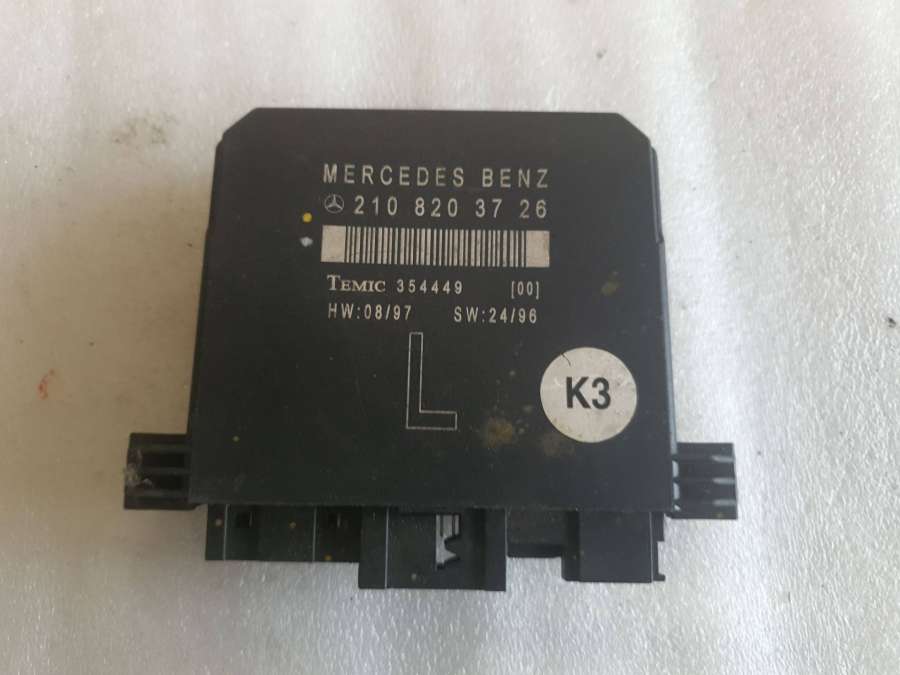 MERCEDES BENZ
210 820 37 26
TEMIC 354449 [00]
HW:08/97 SW:24/96
L
K3